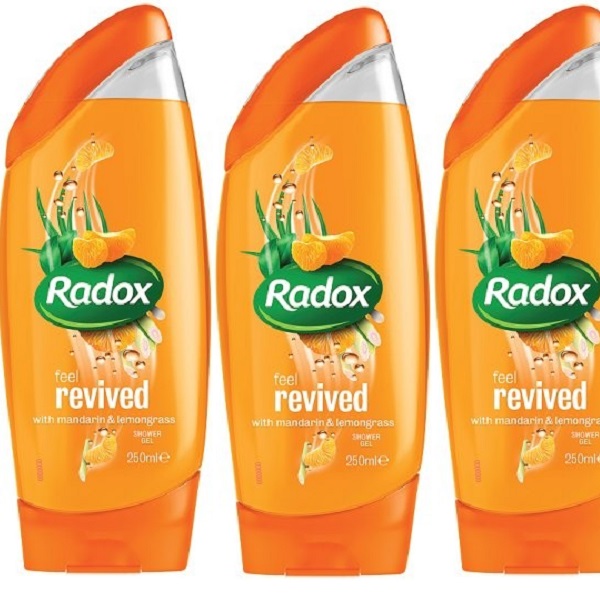 Radox
feel
revived
with mandarin & lemongrass
SHOWER
GEL
250ml℮
Radox
feel
revived
with mandarin & lemongrass
SHOWER
GEL
250ml℮
Radox
feel
revived
with mandarin & lemongras
SHOWER
GEL
250ml